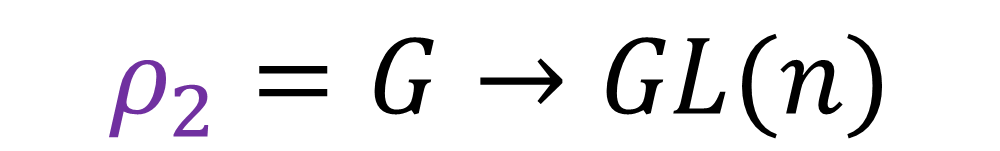 ρ₂ = G → GL(n)